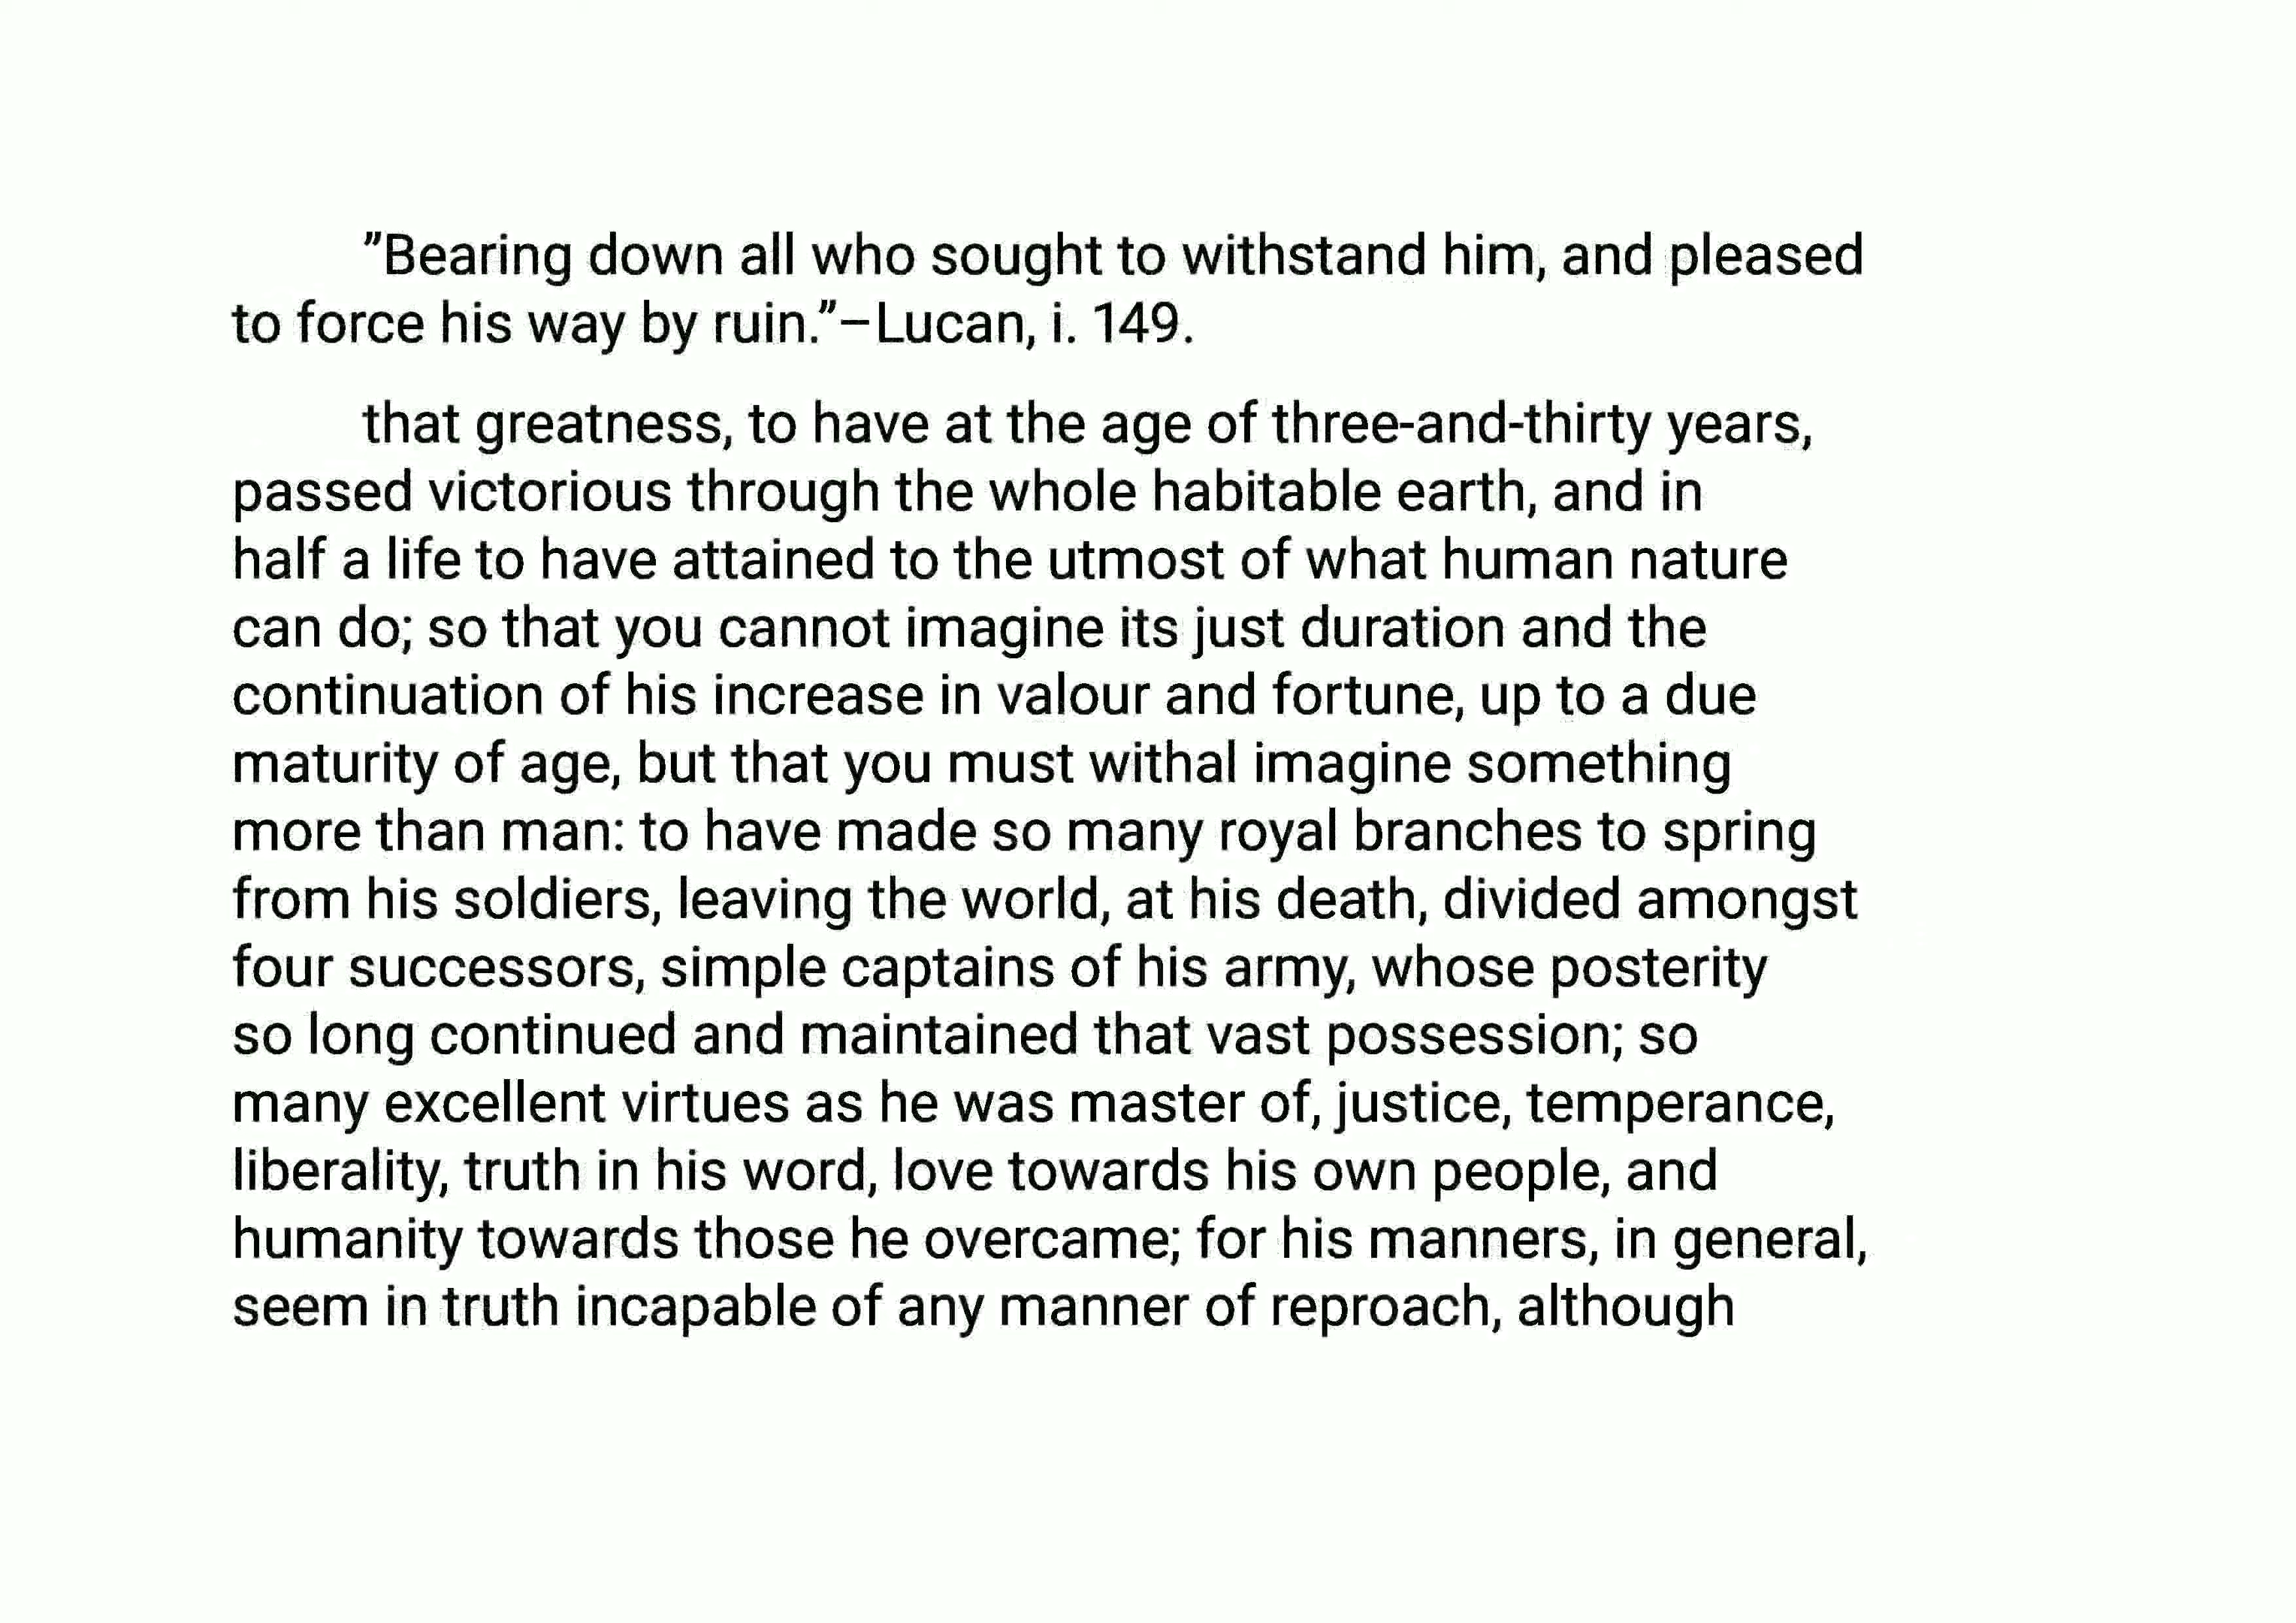 ”Bearing down all who sought to withstand him, and pleased
to force his way by ruin.”–Lucan, i. 149.
that greatness, to have at the age of three-and-thirty years,
passed victorious through the whole habitable earth, and in
half a life to have attained to the utmost of what human nature
can do; so that you cannot imagine its just duration and the
continuation of his increase in valour and fortune, up to a due
maturity of age, but that you must withal imagine something
more than man: to have made so many royal branches to spring
from his soldiers, leaving the world, at his death, divided amongst
four successors, simple captains of his army, whose posterity
so long continued and maintained that vast possession; so
many excellent virtues as he was master of, justice, temperance,
liberality, truth in his word, love towards his own people, and
humanity towards those he overcame; for his manners, in general,
seem in truth incapable of any manner of reproach, although